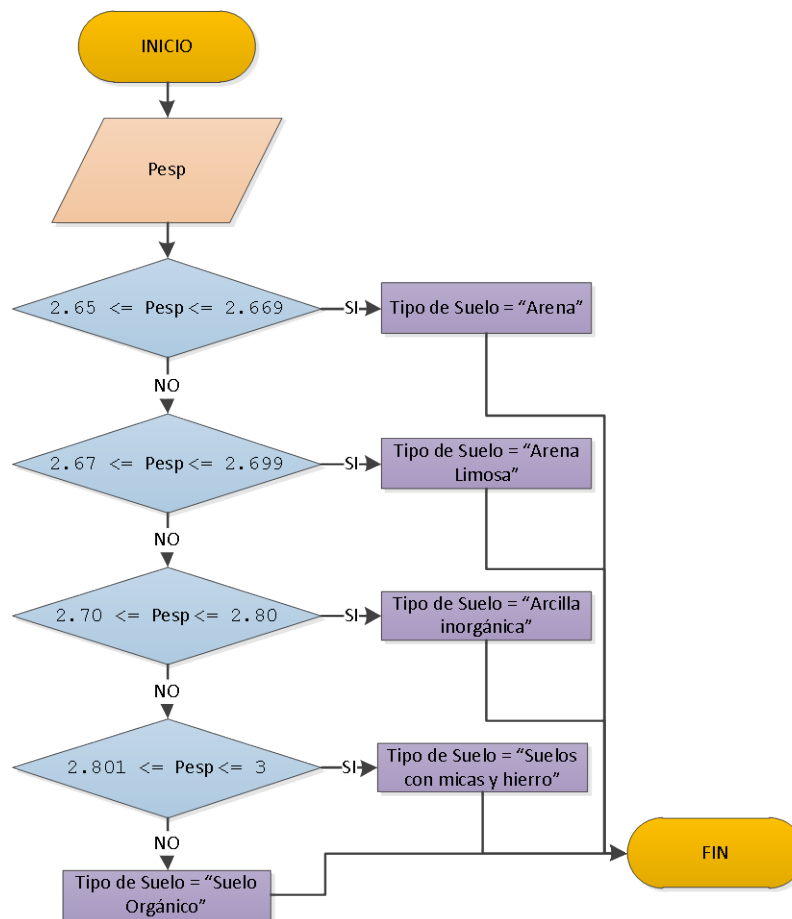 INICIO
Pesp
2.65 <= Pesp <= 2.669
SI
Tipo de Suelo = “Arena”
NO
2.67 <= Pesp <= 2.699
SI
Tipo de Suelo = “Arena
Limosa”
NO
2.70 <= Pesp <= 2.80
SI
Tipo de Suelo = “Arcilla
inorgánica”
NO
2.801 <= Pesp <= 3
SI
Tipo de Suelo = “Suelos
con micas y hierro”
NO
Tipo de Suelo = “Suelo
Orgánico”
FIN